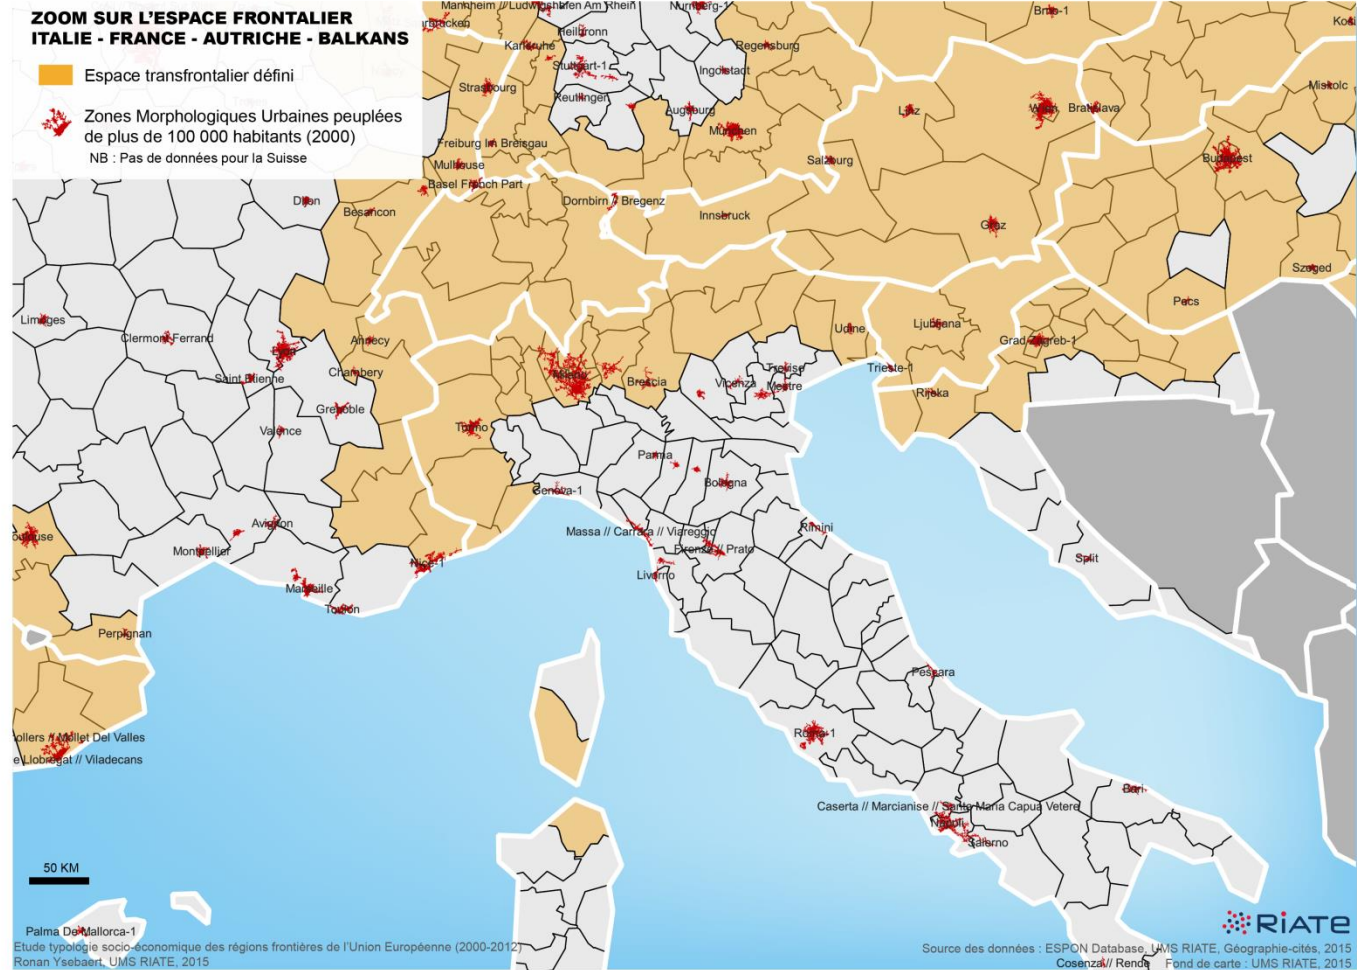 ZOOM SUR L'ESPACE FRONTALIER
ITALIE - FRANCE - AUTRICHE - BALKANS
Espace transfrontalier défini
Zones Morphologiques Urbaines peuplées
de plus de 100 000 habitants (2000)
NB : Pas de données pour la Suisse
Mannheim // Ludwigshafen Am Rhein
Nurnberg-1
Brno-1
Heilbronn
Karlsruhe
Regensburg
Stuttgart-1
Ingolstadt
Strasbourg
Miskolc
Reutlingen
Augsburg
Linz
Wien
Bratislava
Munchen
Freiburg Im Breisgau
Salzburg
Budapest
Mulhouse
Basel French Part
Dijon
Besancon
Dornbirn // Bregenz
Innsbruck
Graz
Szeged
Pecs
Limoges
Clermont Ferrand
Lyon
Annecy
Udine
Ljubljana
Grad Zagreb-1
Saint Etienne
Chambery
Milano
Brescia
Vicenza
Treviso
Mestre
Trieste-1
Rijeka
Grenoble
Valence
Torino
Parma
Bologna
Genova-1
Avignon
Montpellier
Massa // Carrara // Viareggio
Rimini
Firenze // Prato
Nice-1
Livorno
Split
Marseille
Toulon
Perpignan
Pescara
Roma-1
ollers // Mollet Del Valles
e Llobregat // Viladecans
Bari
Caserta // Marcianise // Santa Maria Capua Vetere
Napoli
Salerno
50 KM
RIATE
Palma De Mallorca-1
Etude typologie socio-économique des régions frontières de l'Union Européenne (2000-2012)
Ronan Ysebaert, UMS RIATE, 2015
Source des données : ESPON Database, UMS RIATE, Géographie-cités, 2015
Cosenza // Rende
Fond de carte : UMS RIATE, 2015